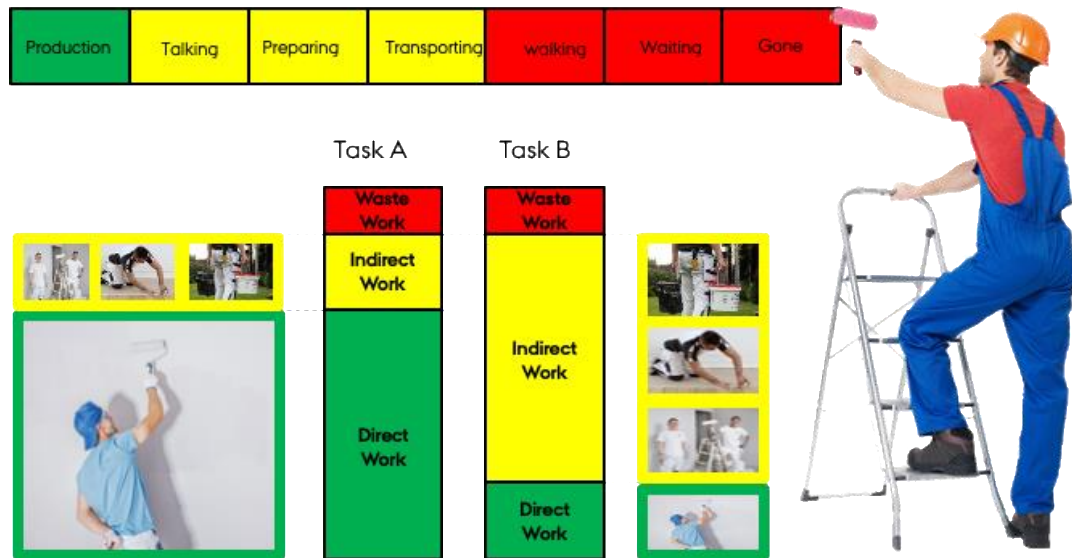 Production Talking Preparing Transporting walking Waiting Gone
Task A Task B
Waste
Work
Waste
Work
Indirect
Work
Indirect
Work
Direct
Work
Direct
Work